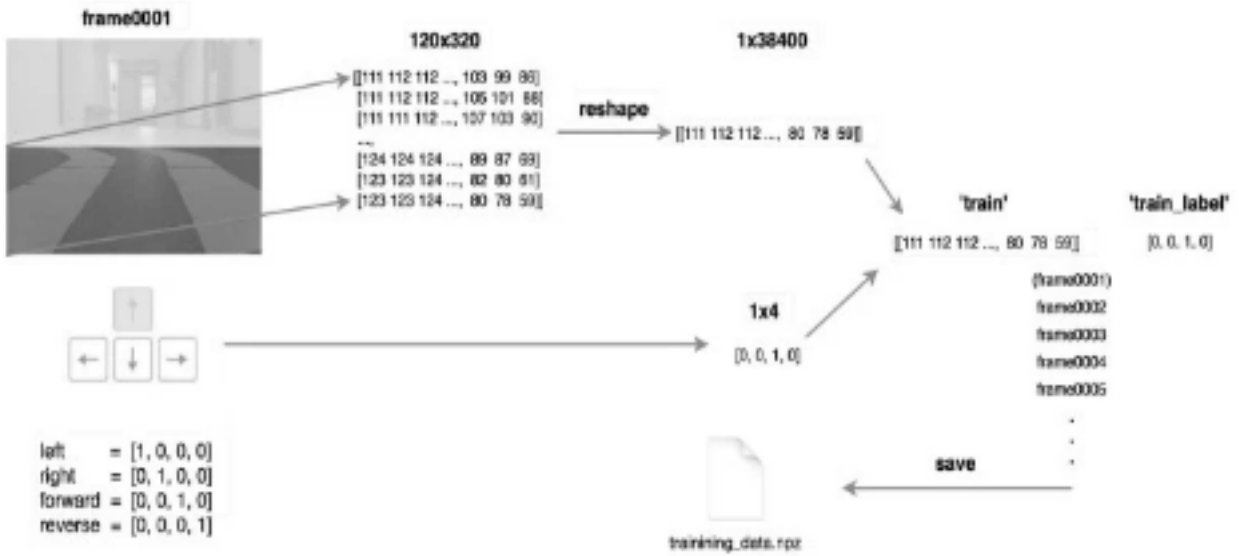 frame0001
120x320
[[111 112 112 ..., 103 99 86]
[111 112 112 ..., 105 101 88]
[111 111 112 ..., 107 103 90]
...,
[124 124 124 ..., 89 87 69]
[123 123 124 ..., 82 80 61]
[123 123 124 ..., 80 78 59]]
reshape
1x38400
[[111 112 112 ..., 80 78 59]]
'train'
[[111 112 112 ..., 80 78 59]]
(frame0001)
frame0002
frame0003
frame0004
frame0005
.
.
.
'train_label'
[0, 0, 1, 0]
1x4
[0, 0, 1, 0]
left = [1, 0, 0, 0]
right = [0, 1, 0, 0]
forward = [0, 0, 1, 0]
reverse = [0, 0, 0, 1]
save
trainining_data.npz